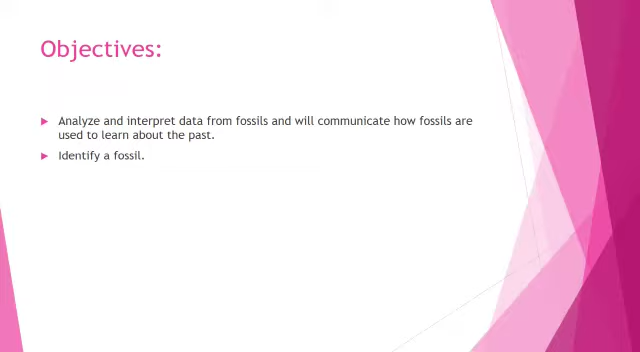 Objectives:
Analyze and interpret data from fossils and will communicate how fossils are
used to learn about the past.
Identify a fossil.